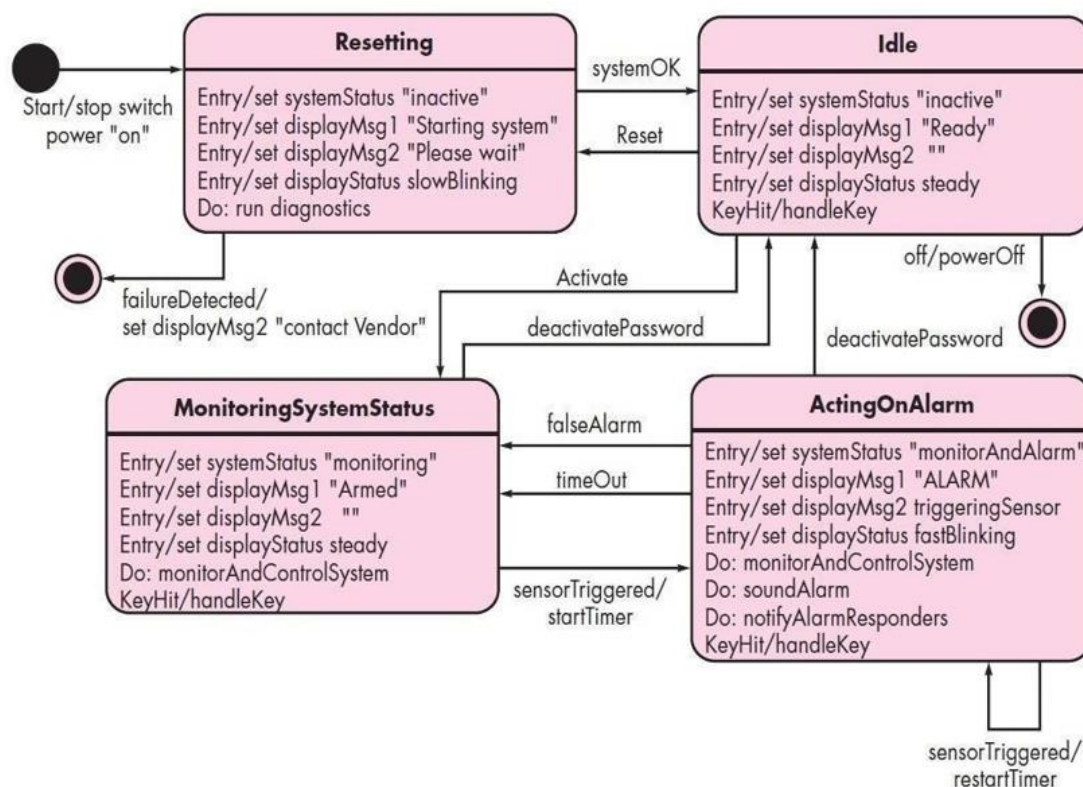 Resetting
Entry/set systemStatus "inactive"
Entry/set displayMsg1 "Starting system"
Entry/set displayMsg2 "Please wait"
Entry/set displayStatus slowBlinking
Do: run diagnostics
Start/stop switch
power "on"
systemOK
Reset
Idle
Entry/set systemStatus "inactive"
Entry/set displayMsg1 "Ready"
Entry/set displayMsg2 ""
Entry/set displayStatus steady
KeyHit/handleKey
failureDetected/
set displayMsg2 "contact Vendor"
Activate
deactivatePassword
off/powerOff
deactivatePassword
MonitoringSystemStatus
Entry/set systemStatus "monitoring"
Entry/set displayMsg1 "Armed"
Entry/set displayMsg2 ""
Entry/set displayStatus steady
Do: monitorAndControlSystem
KeyHit/handleKey
falseAlarm
timeOut
sensorTriggered/
startTimer
ActingOnAlarm
Entry/set systemStatus "monitorAndAlarm"
Entry/set displayMsg1 "ALARM"
Entry/set displayMsg2 triggeringSensor
Entry/set displayStatus fastBlinking
Do: monitorAndControlSystem
Do: soundAlarm
Do: notifyAlarmResponders
KeyHit/handleKey
sensorTriggered/
restartTimer